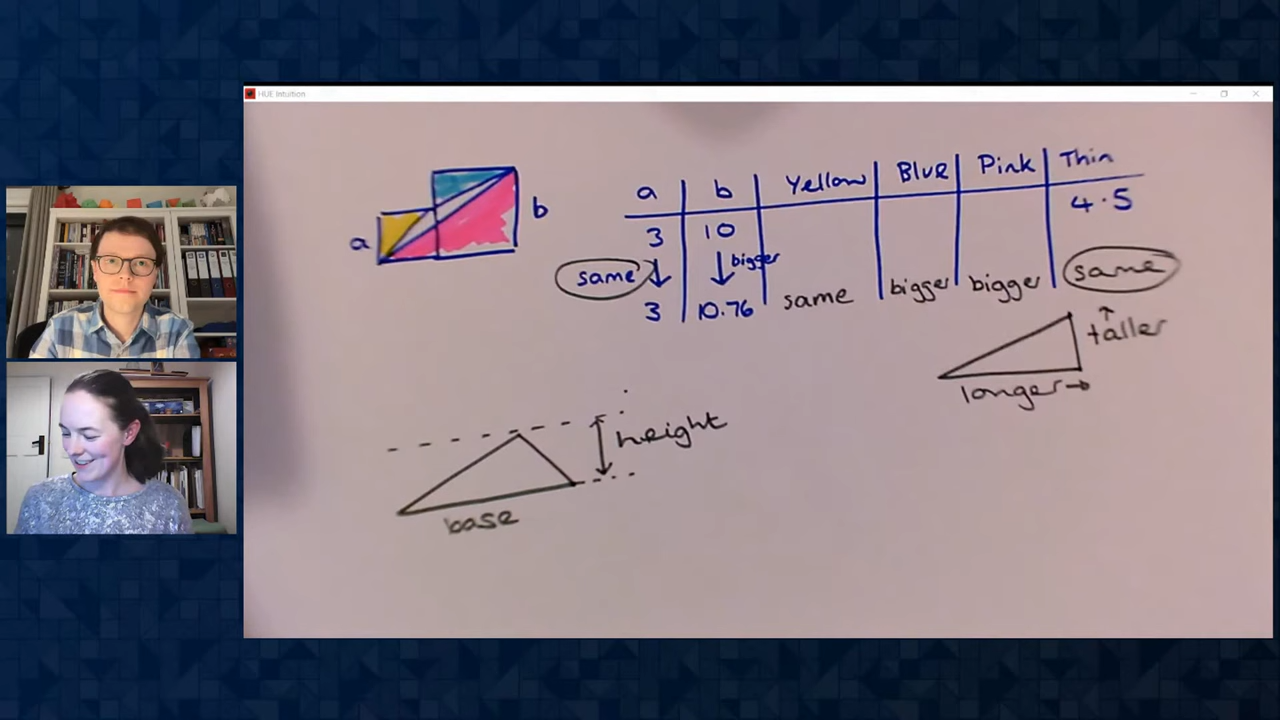 HUE Intuition
a
b
a b Yellow Blue Pink Thin
3 10 4.5
same bigger same
3 10.76 same bigger bigger
taller
longer
height
base